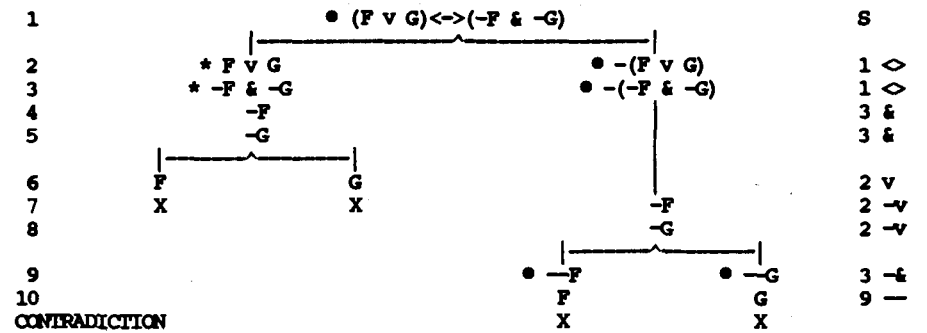 1 ● (F v G)<->(-F & -G) S
2 * F v G ● -(F v G) 1 <>
3 * -F & -G ● -(-F & -G) 1 <>
4 -F 3 &
5 -G 3 &
6 F G 2 v
7 X X -F 2 -v
8 -G 2 -v
9 ● --F ● --G 3 -&
10 F G 9 --
CONTRADICTION X X